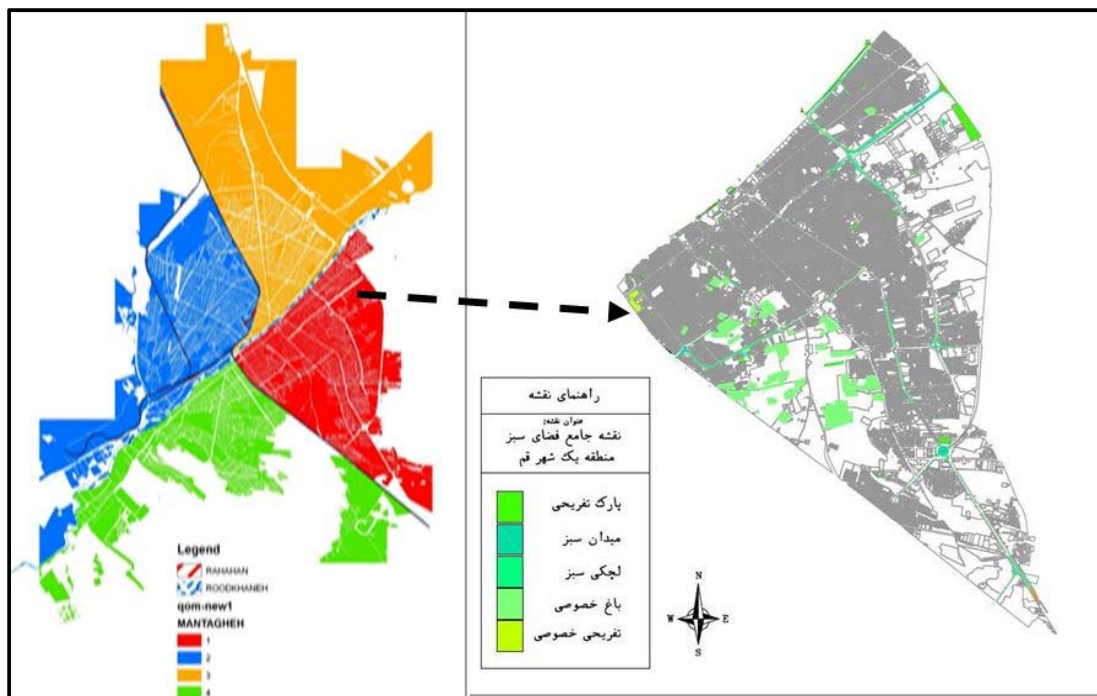 Legend
RAHAHAN
ROODKHANEH
qom-new1
MANTAGHEH
1
2
3
4
راهنمای نقشه
عنوان نقشه:
نقشه جامع فضای سبز
منطقه یک شهر قم
پارک تفریحی
میدان سبز
لچکی سبز
باغ خصوصی
تفریحی خصوصی
N
W E
S